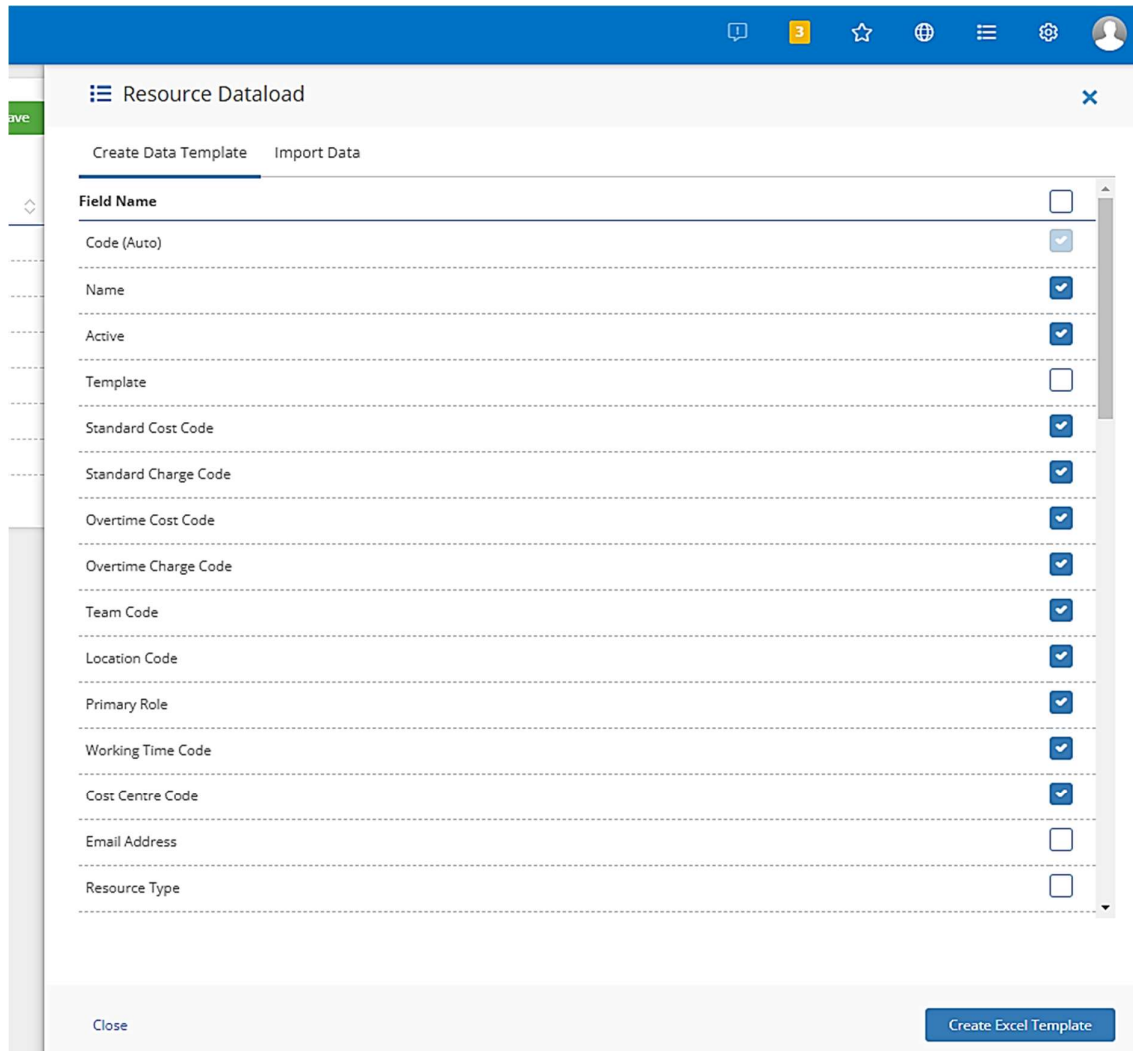 3
ave
Resource Dataload
Create Data Template Import Data
Field Name
Code (Auto)
Name
Active
Template
Standard Cost Code
Standard Charge Code
Overtime Cost Code
Overtime Charge Code
Team Code
Location Code
Primary Role
Working Time Code
Cost Centre Code
Email Address
Resource Type
Close Create Excel Template